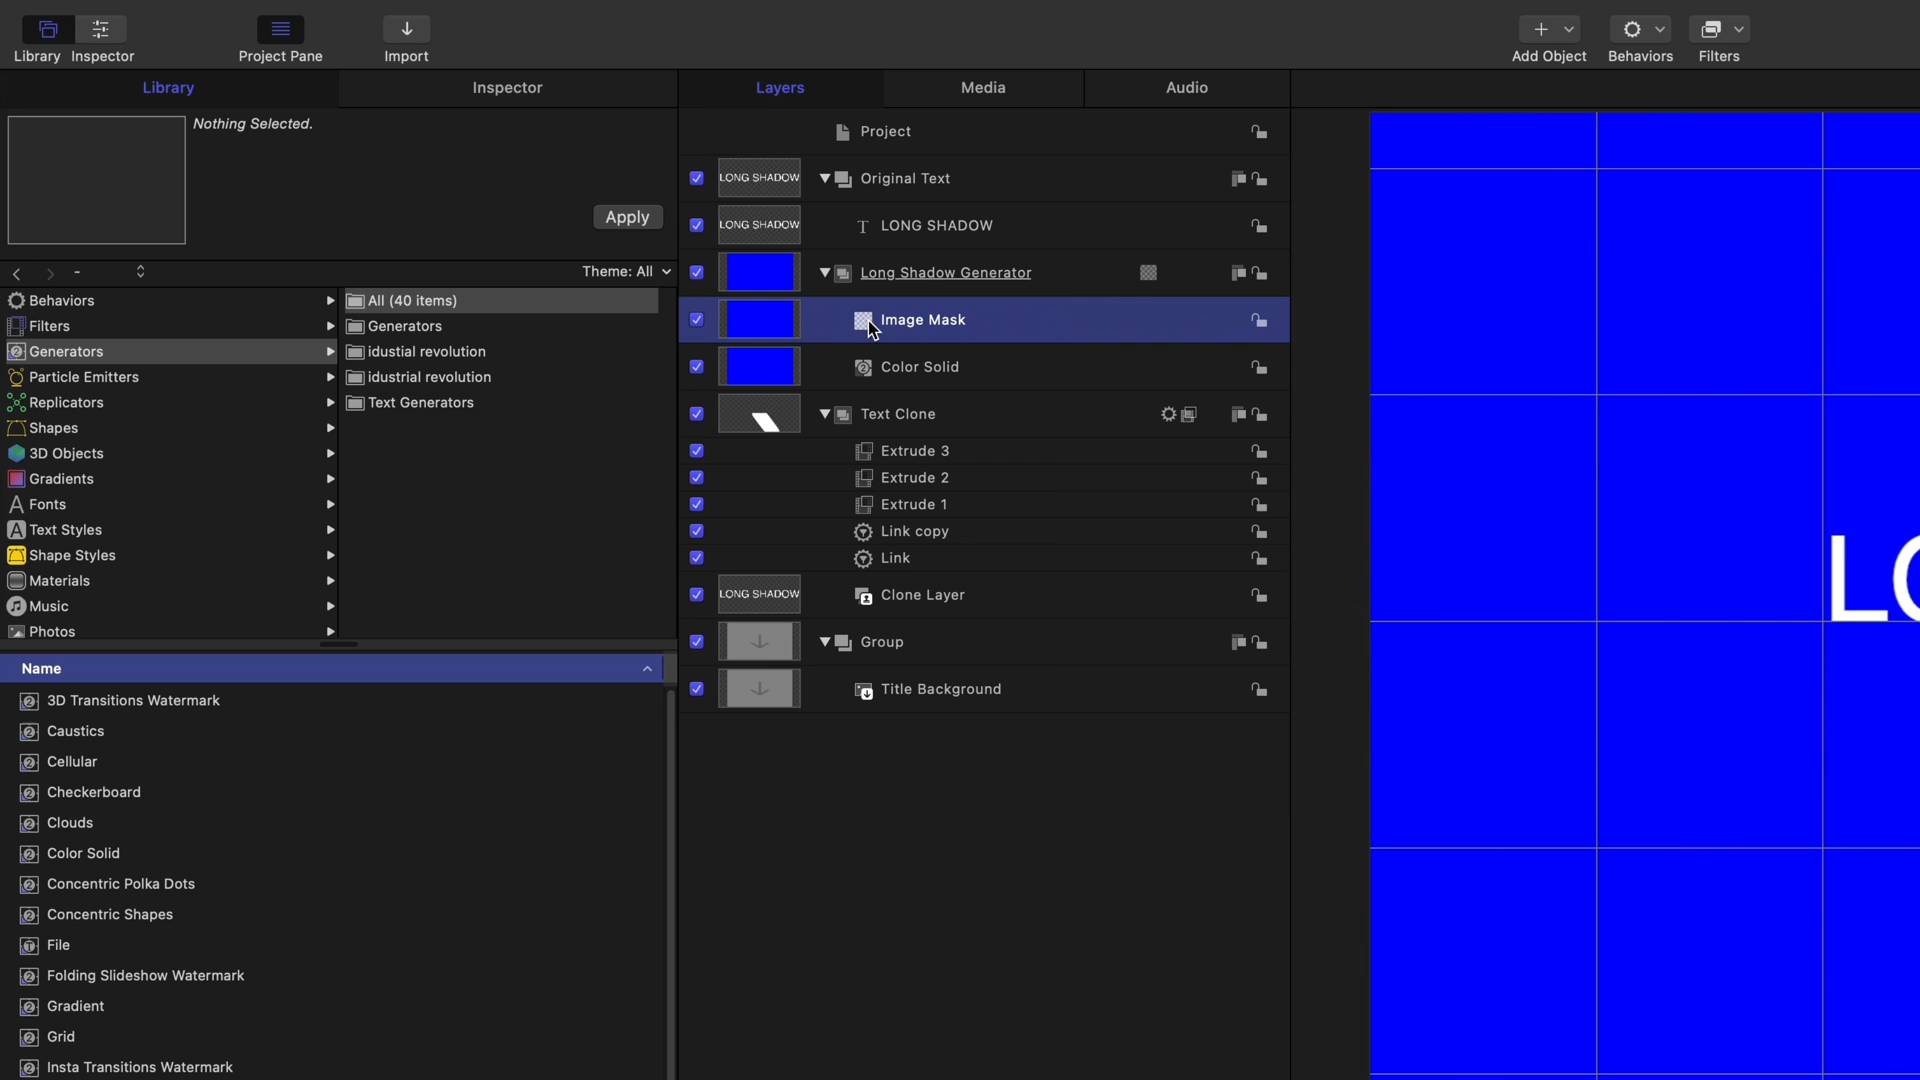 Library Inspector Project Pane Import Add Object Behaviors Filters
Library Inspector Layers Media Audio
Nothing Selected.
Apply
- Theme: All
Behaviors
Filters
Generators
Particle Emitters
Replicators
Shapes
3D Objects
Gradients
Fonts
Text Styles
Shape Styles
Materials
Music
Photos
All (40 items)
Generators
idustial revolution
idustrial revolution
Text Generators
Name
3D Transitions Watermark
Caustics
Cellular
Checkerboard
Clouds
Color Solid
Concentric Polka Dots
Concentric Shapes
File
Folding Slideshow Watermark
Gradient
Grid
Insta Transitions Watermark
Project
LONG SHADOW Original Text
LONG SHADOW T LONG SHADOW
Long Shadow Generator
Image Mask
Color Solid
Text Clone
Extrude 3
Extrude 2
Extrude 1
Link copy
Link
LONG SHADOW Clone Layer
Group
Title Background
LO